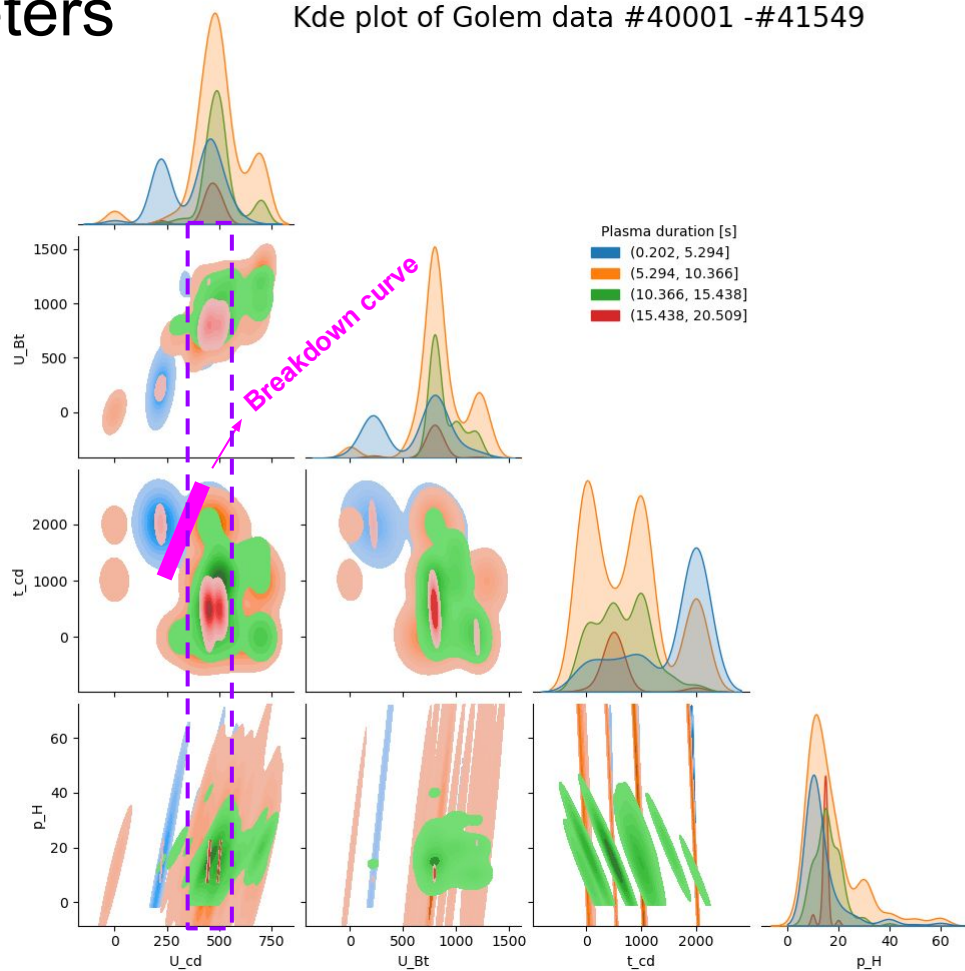 ters
Kde plot of Golem data #40001 -#41549
Plasma duration [s]
(0.202, 5.294]
(5.294, 10.366]
(10.366, 15.438]
(15.438, 20.509]
Breakdown curve
1500
1000
500
0
U_Bt
2000
1000
0
t_cd
60
40
20
0
p_H
0 250 500 750
U_cd
0 500 1000 1500
U_Bt
0 1000 2000
t_cd
0 20 40 60
p_H